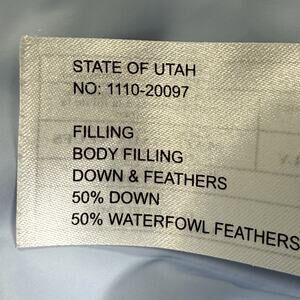 STATE OF UTAH
NO: 1110-20097
FILLING
BODY FILLING
DOWN & FEATHERS
50% DOWN
50% WATERFOWL FEATHERS